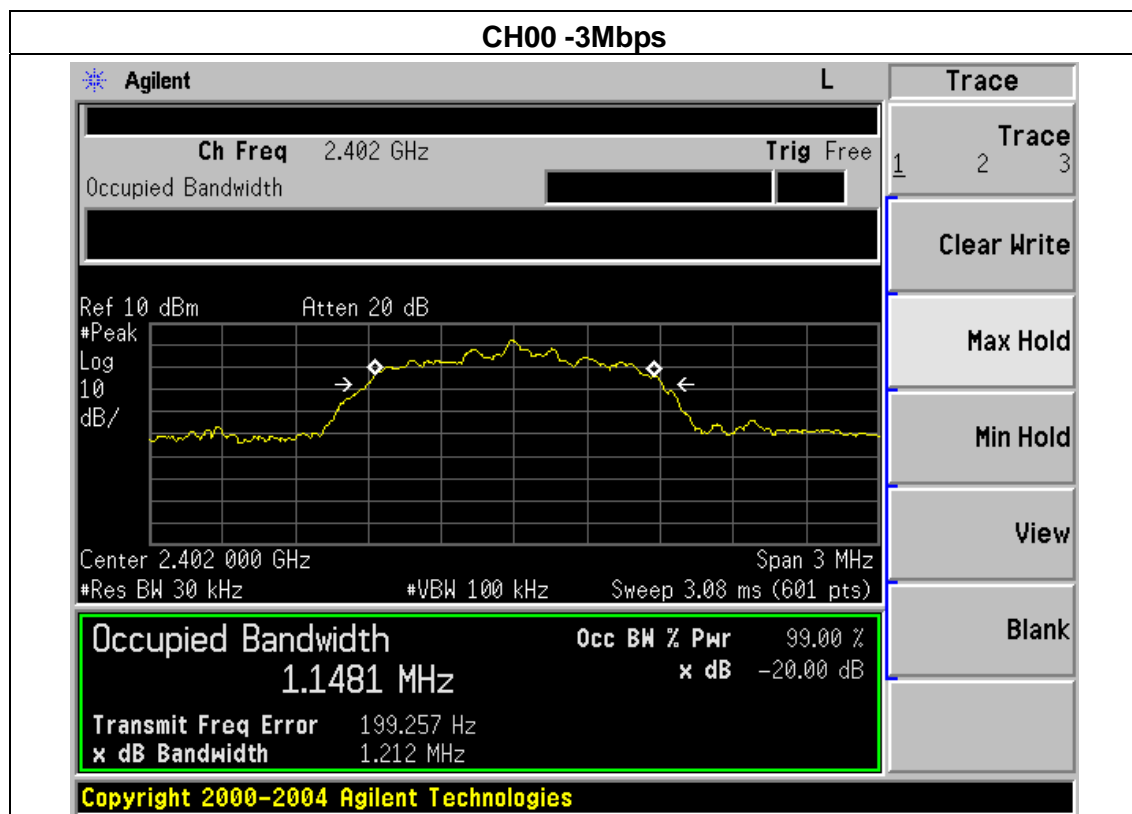 CH00 -3Mbps
Agilent L Trace
Ch Freq 2.402 GHz Trig Free
Occupied Bandwidth
Trace
1 2 3
Clear Write
Max Hold
Min Hold
View
Blank
Ref 10 dBm Atten 20 dB
#Peak
Log
10
dB/
Center 2.402 000 GHz Span 3 MHz
#Res BW 30 kHz #VBW 100 kHz Sweep 3.08 ms (601 pts)
Occupied Bandwidth Occ BW % Pwr 99.00 %
1.1481 MHz x dB -20.00 dB
Transmit Freq Error 199.257 Hz
x dB Bandwidth 1.212 MHz
Copyright 2000-2004 Agilent Technologies